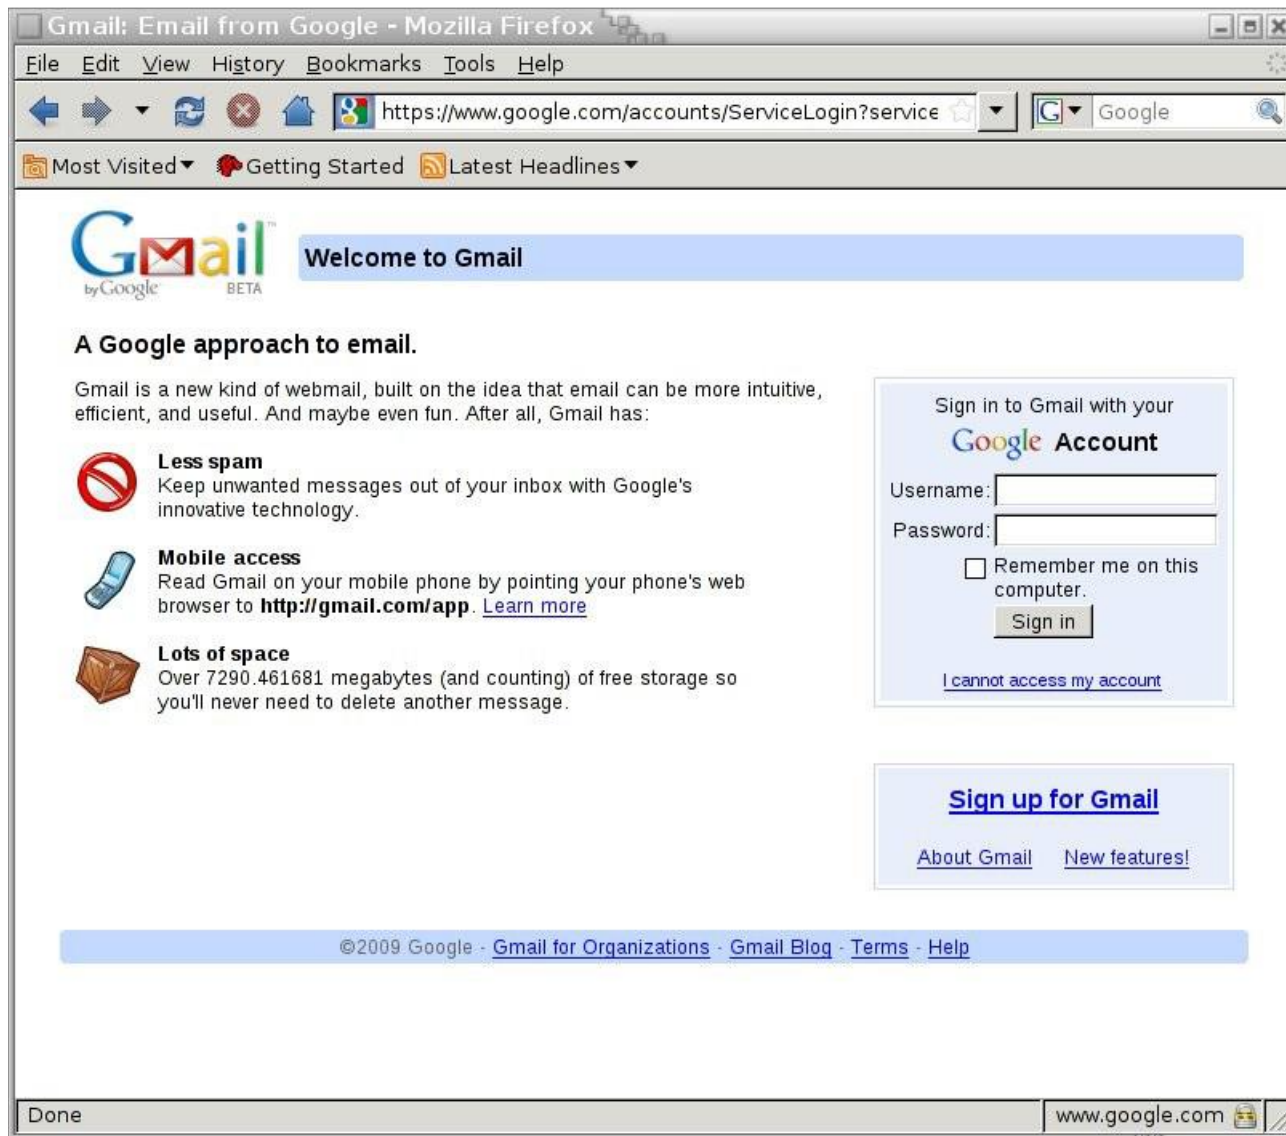 Gmail: Email from Google - Mozilla Firefox
File Edit View History Bookmarks Tools Help
https://www.google.com/accounts/ServiceLogin?service
G Google
Most Visited Getting Started Latest Headlines
Gmail™
by Google BETA
Welcome to Gmail
A Google approach to email.
Gmail is a new kind of webmail, built on the idea that email can be more intuitive,
efficient, and useful. And maybe even fun. After all, Gmail has:
Less spam
Keep unwanted messages out of your inbox with Google's
innovative technology.
Mobile access
Read Gmail on your mobile phone by pointing your phone's web
browser to http://gmail.com/app. Learn more
Lots of space
Over 7290.461681 megabytes (and counting) of free storage so
you'll never need to delete another message.
Sign in to Gmail with your
Google Account
Username:
Password:
Remember me on this
computer.
Sign in
I cannot access my account
Sign up for Gmail
About Gmail New features!
©2009 Google - Gmail for Organizations - Gmail Blog - Terms - Help
Done
www.google.com